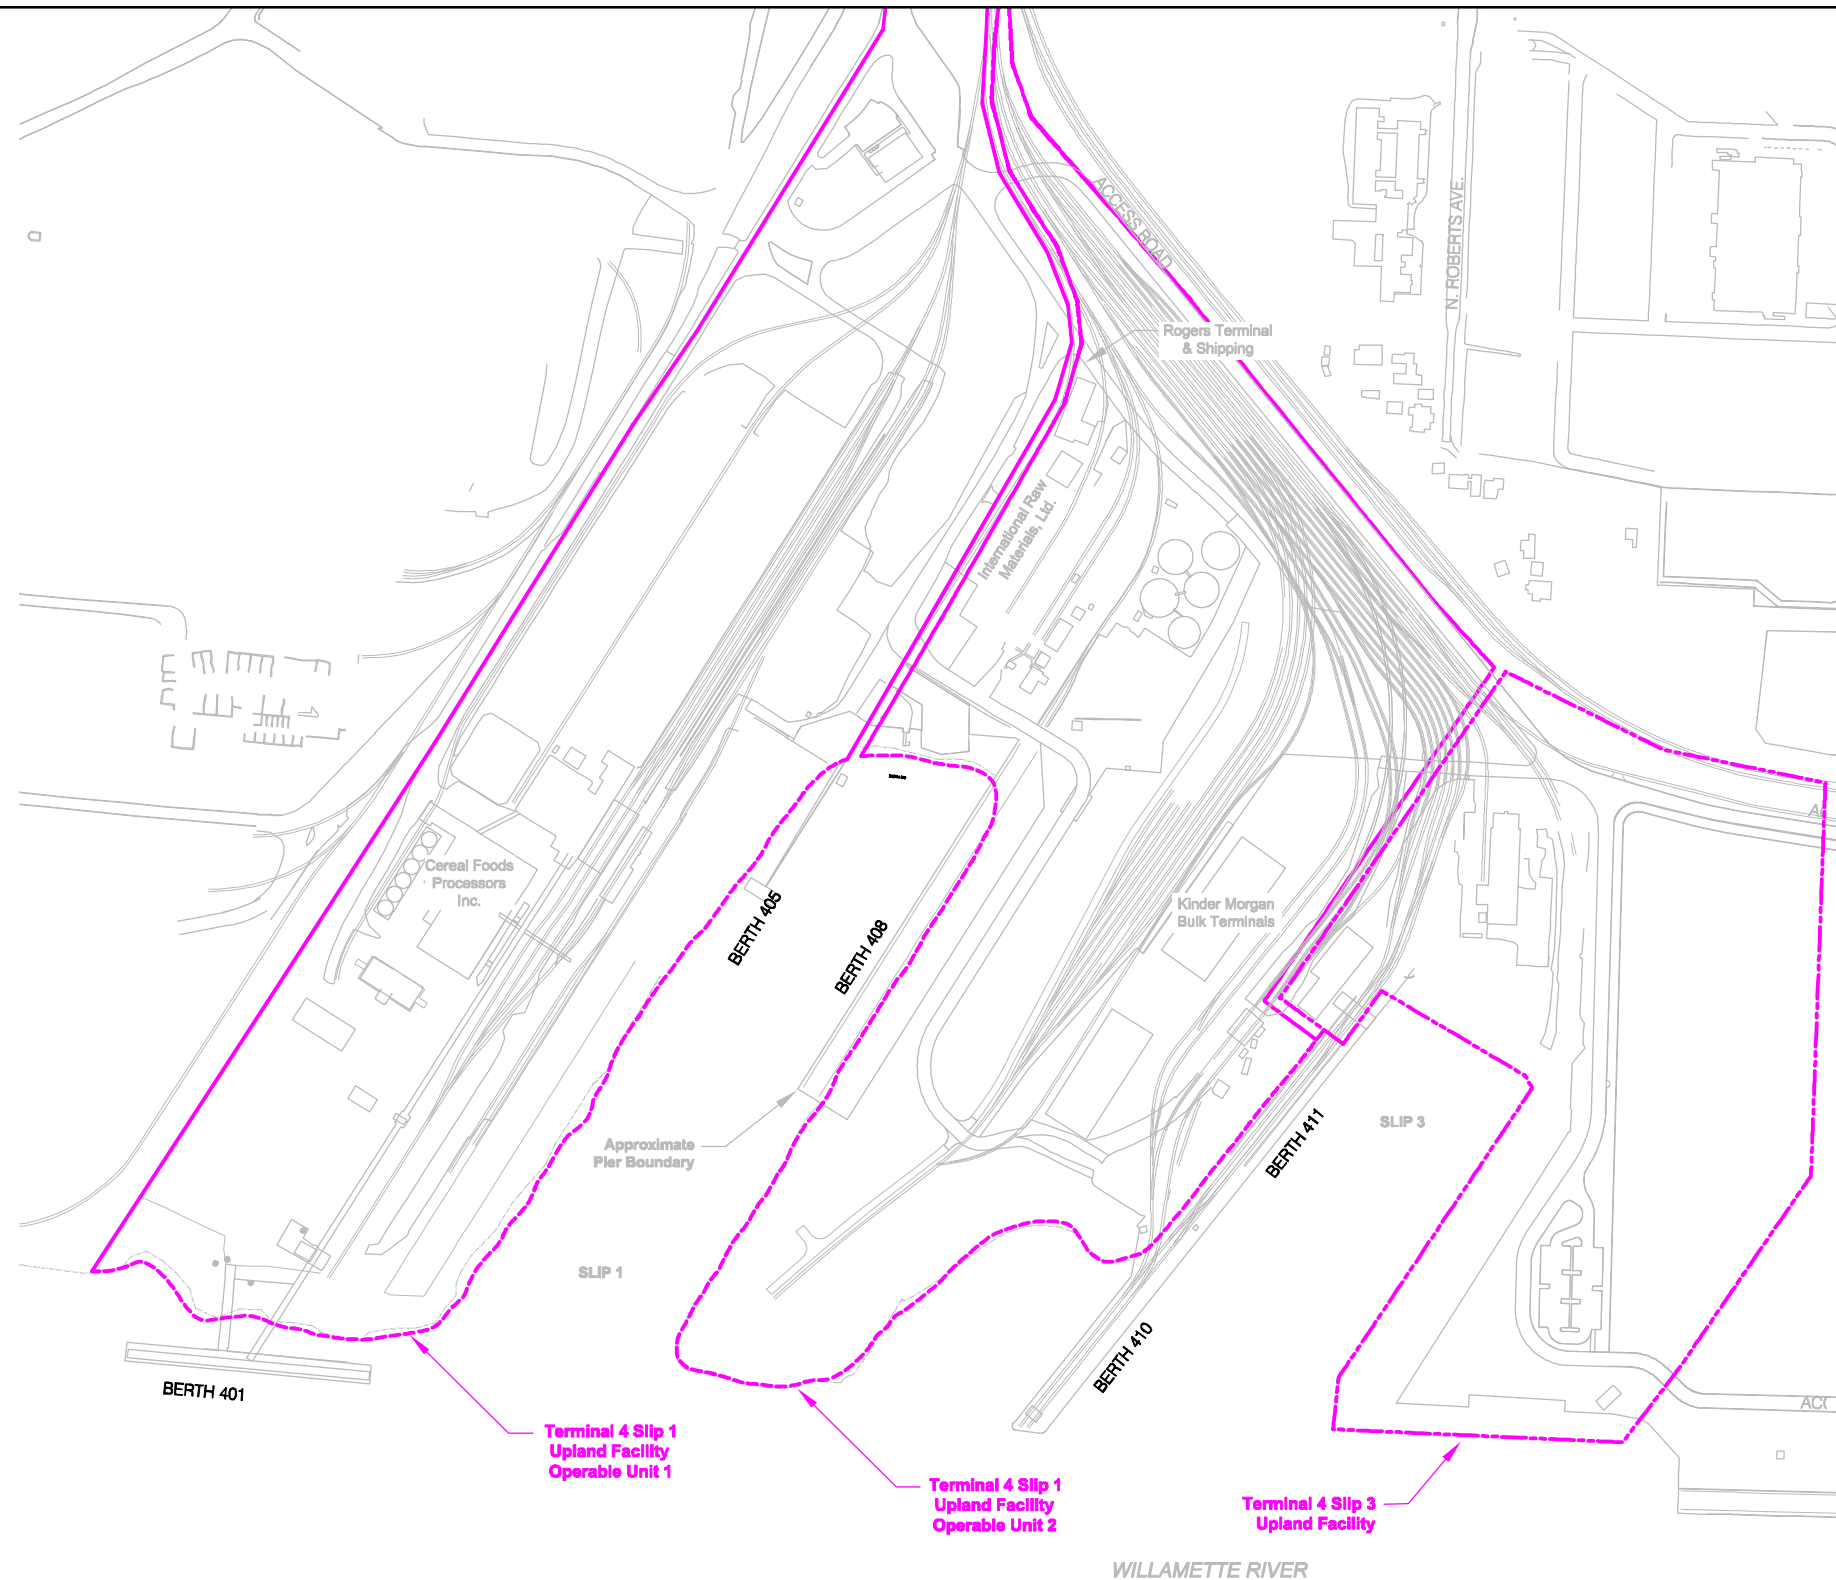 ACCESS ROAD
N. ROBERTS AVE.
Rogers Terminal
& Shipping
International Raw
Materials, Ltd.
Cereal Foods
Processors
Inc.
BERTH 405
BERTH 408
Kinder Morgan
Bulk Terminals
Approximate
Pier Boundary
BERTH 411
SLIP 3
SLIP 1
BERTH 410
BERTH 401
ACC
Terminal 4 Slip 1
Upland Facility
Operable Unit 1
Terminal 4 Slip 1
Upland Facility
Operable Unit 2
Terminal 4 Slip 3
Upland Facility
WILLAMETTE RIVER